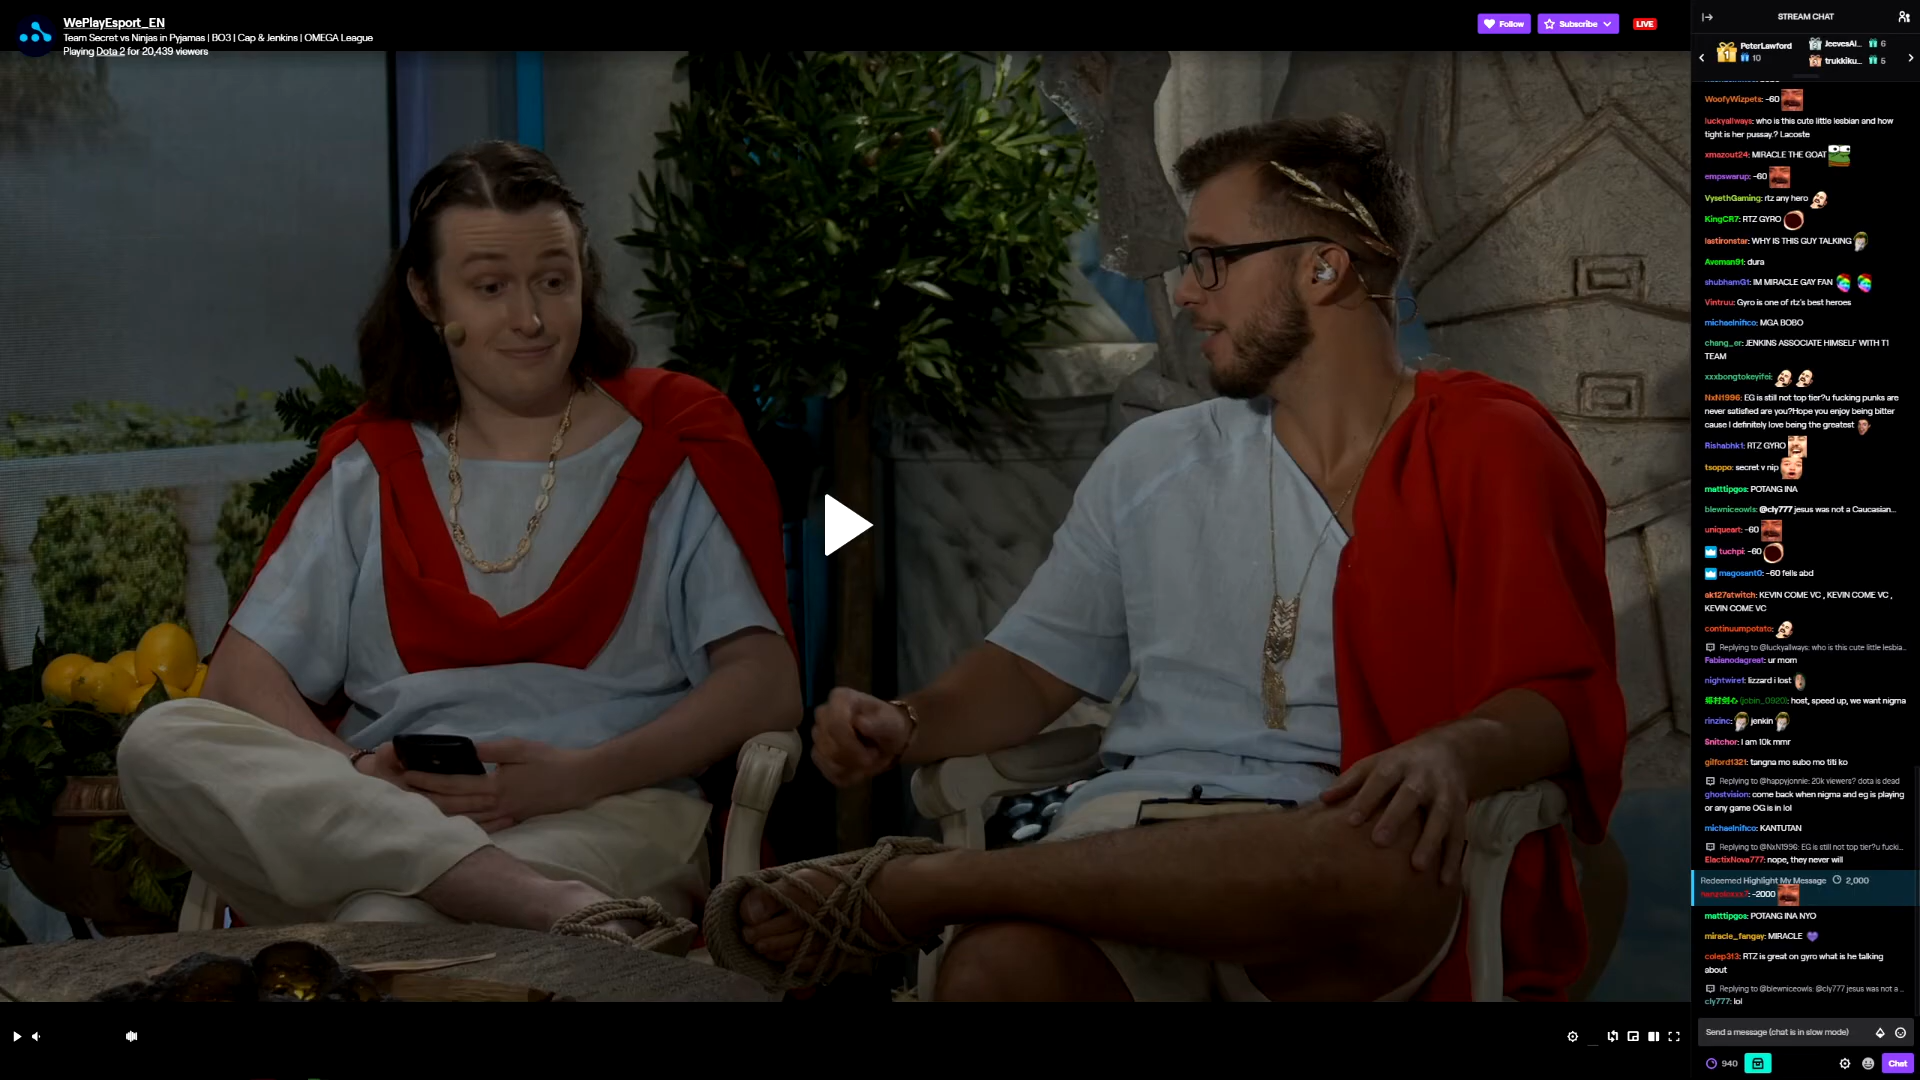 WePlayEsport_EN
Team Secret vs Ninjas in Pyjamas | BO3 | Cap & Jenkins | OMEGA League
Playing Dota 2 for 20,439 viewers
Follow
Subscribe
LIVE
STREAM CHAT
1
PeterLawford
10
JeevesAl... 6
trukkiku... 5
WoofyWizpets: -60
luckyallways: who is this cute little lesbian and how
tight is her pussay.? Lacoste
xmazout24: MIRACLE THE GOAT
empswarup: -60
VysethGaming: rtz any hero
KingCR7: RTZ GYRO
lastironstar: WHY IS THIS GUY TALKING
Aveman91: dura
shubhamG1: IM MIRACLE GAY FAN
Vintruu: Gyro is one of rtz's best heroes
michaelnifico: MGA BOBO
chang_er: JENKINS ASSOCIATE HIMSELF WITH T1
TEAM
xxxbongtokeyifei:
NxN1996: EG is still not top tier?u fucking punks are
never satisfied are you?Hope you enjoy being bitter
cause I definitely love being the greatest
Rishabhk1: RTZ GYRO
tsoppo: secret v nip
matttipgos: POTANG INA
blewniceowls: @cly777 jesus was not a Caucasian...
uniqueart: -60
tuchpi: -60
magosant0: -60 fells abd
sk127atwitch: KEVIN COME VC , KEVIN COME VC ,
KEVIN COME VC
continuumpotato:
Replying to @luckyallways: who is this cute little lesbia...
Fabianodagreat: ur mom
nightwire1: lizzard i lost
(jobin_0920): host, speed up, we want nigma
rinzinc: jenkin
Snitchor: I am 10k mmr
gilford1321: tangna mo subo mo titi ko
Replying to @happyjonnie: 20k viewers? dota is dead
ghostvision: come back when nigma and eg is playing
or any game OG is in lol
michaelnifico: KANTUTAN
Replying to @NxN1996: EG is still not top tier?u fucki...
ElactixNova777: nope, they never will
Redeemed Highlight My Message 2,000
: -2000
matttipgos: POTANG INA NYO
miracle_fangay: MIRACLE
colep313: RTZ is great on gyro what is he talking
about
Replying to @blewniceowls: @cly777 jesus was not a ...
cly777: lol
Send a message (chat is in slow mode)
940
Chat